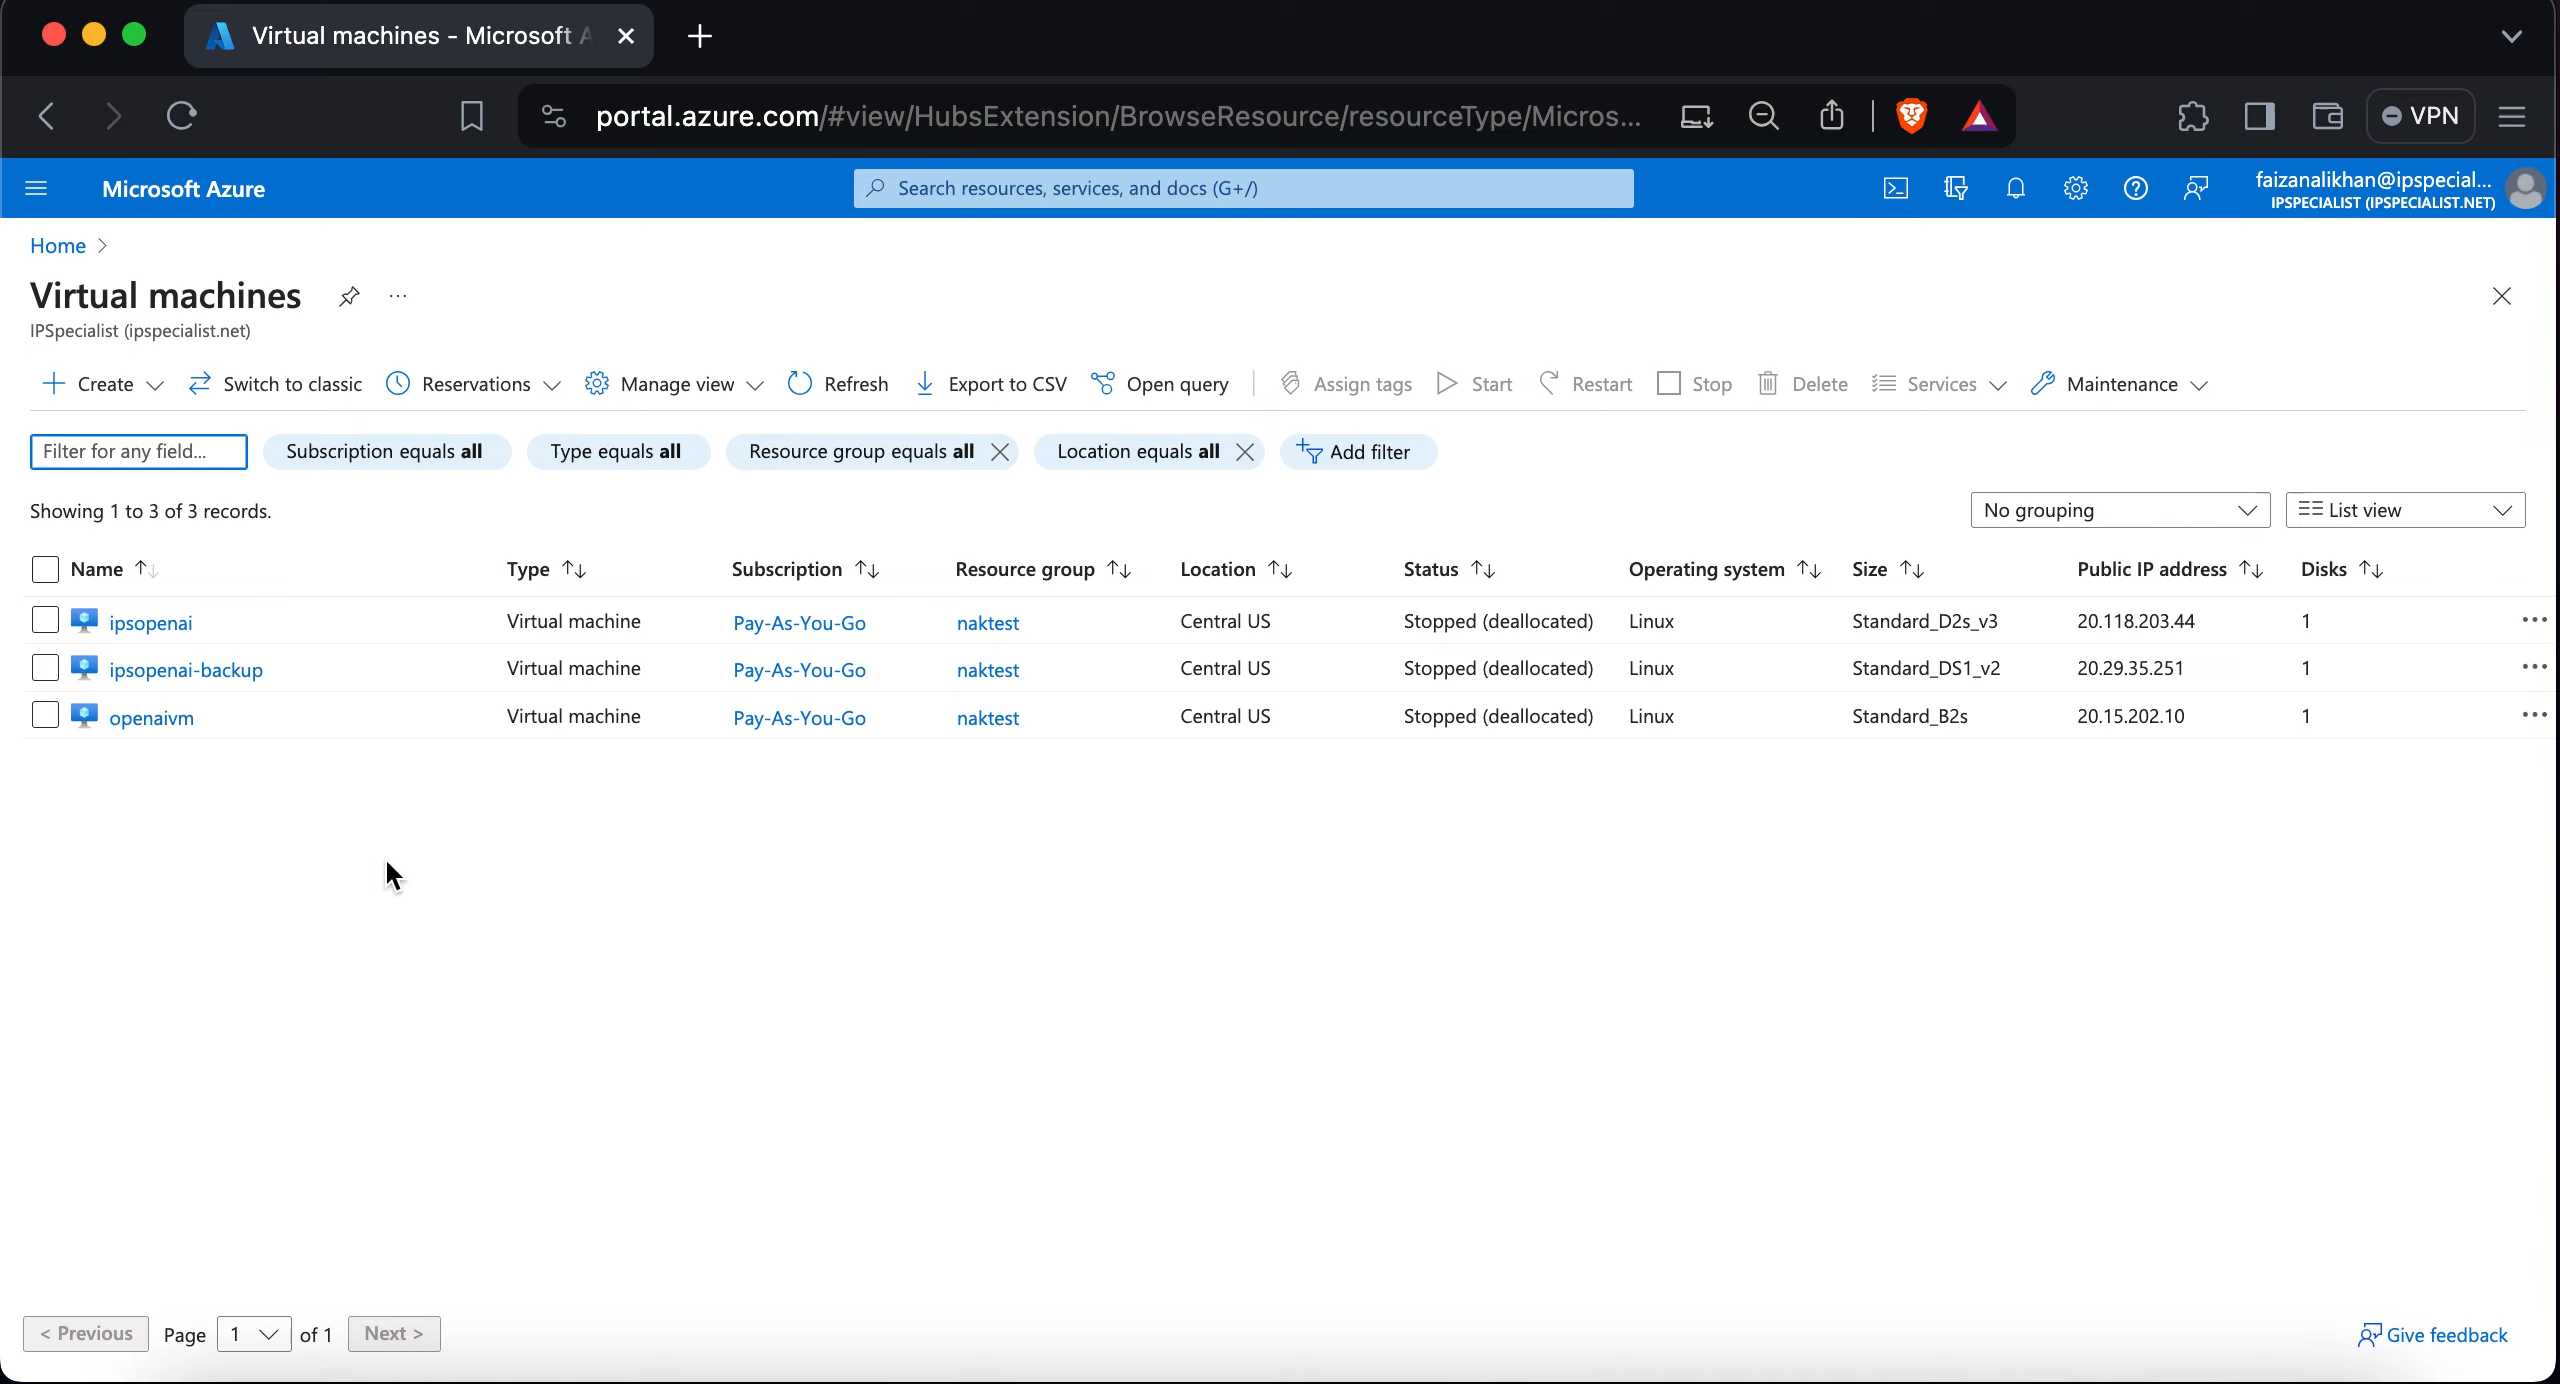 Virtual machines - Microsoft A
portal.azure.com/#view/HubsExtension/BrowseResource/resourceType/Micros...
VPN
Microsoft Azure
Search resources, services, and docs (G+/)
faizanalikhan@ipspecial...
IPSPECIALIST (IPSPECIALIST.NET)
Home
Virtual machines
IPSpecialist (ipspecialist.net)
Create Switch to classic Reservations Manage view Refresh Export to CSV Open query Assign tags Start Restart Stop Delete Services Maintenance
Filter for any field... Subscription equals all Type equals all Resource group equals all Location equals all Add filter
Showing 1 to 3 of 3 records.
No grouping List view
Name Type Subscription Resource group Location Status Operating system Size Public IP address Disks
ipsopenai Virtual machine Pay-As-You-Go naktest Central US Stopped (deallocated) Linux Standard_D2s_v3 20.118.203.44 1
ipsopenai-backup Virtual machine Pay-As-You-Go naktest Central US Stopped (deallocated) Linux Standard_DS1_v2 20.29.35.251 1
openaivm Virtual machine Pay-As-You-Go naktest Central US Stopped (deallocated) Linux Standard_B2s 20.15.202.10 1
< Previous Page 1 of 1 Next >
Give feedback